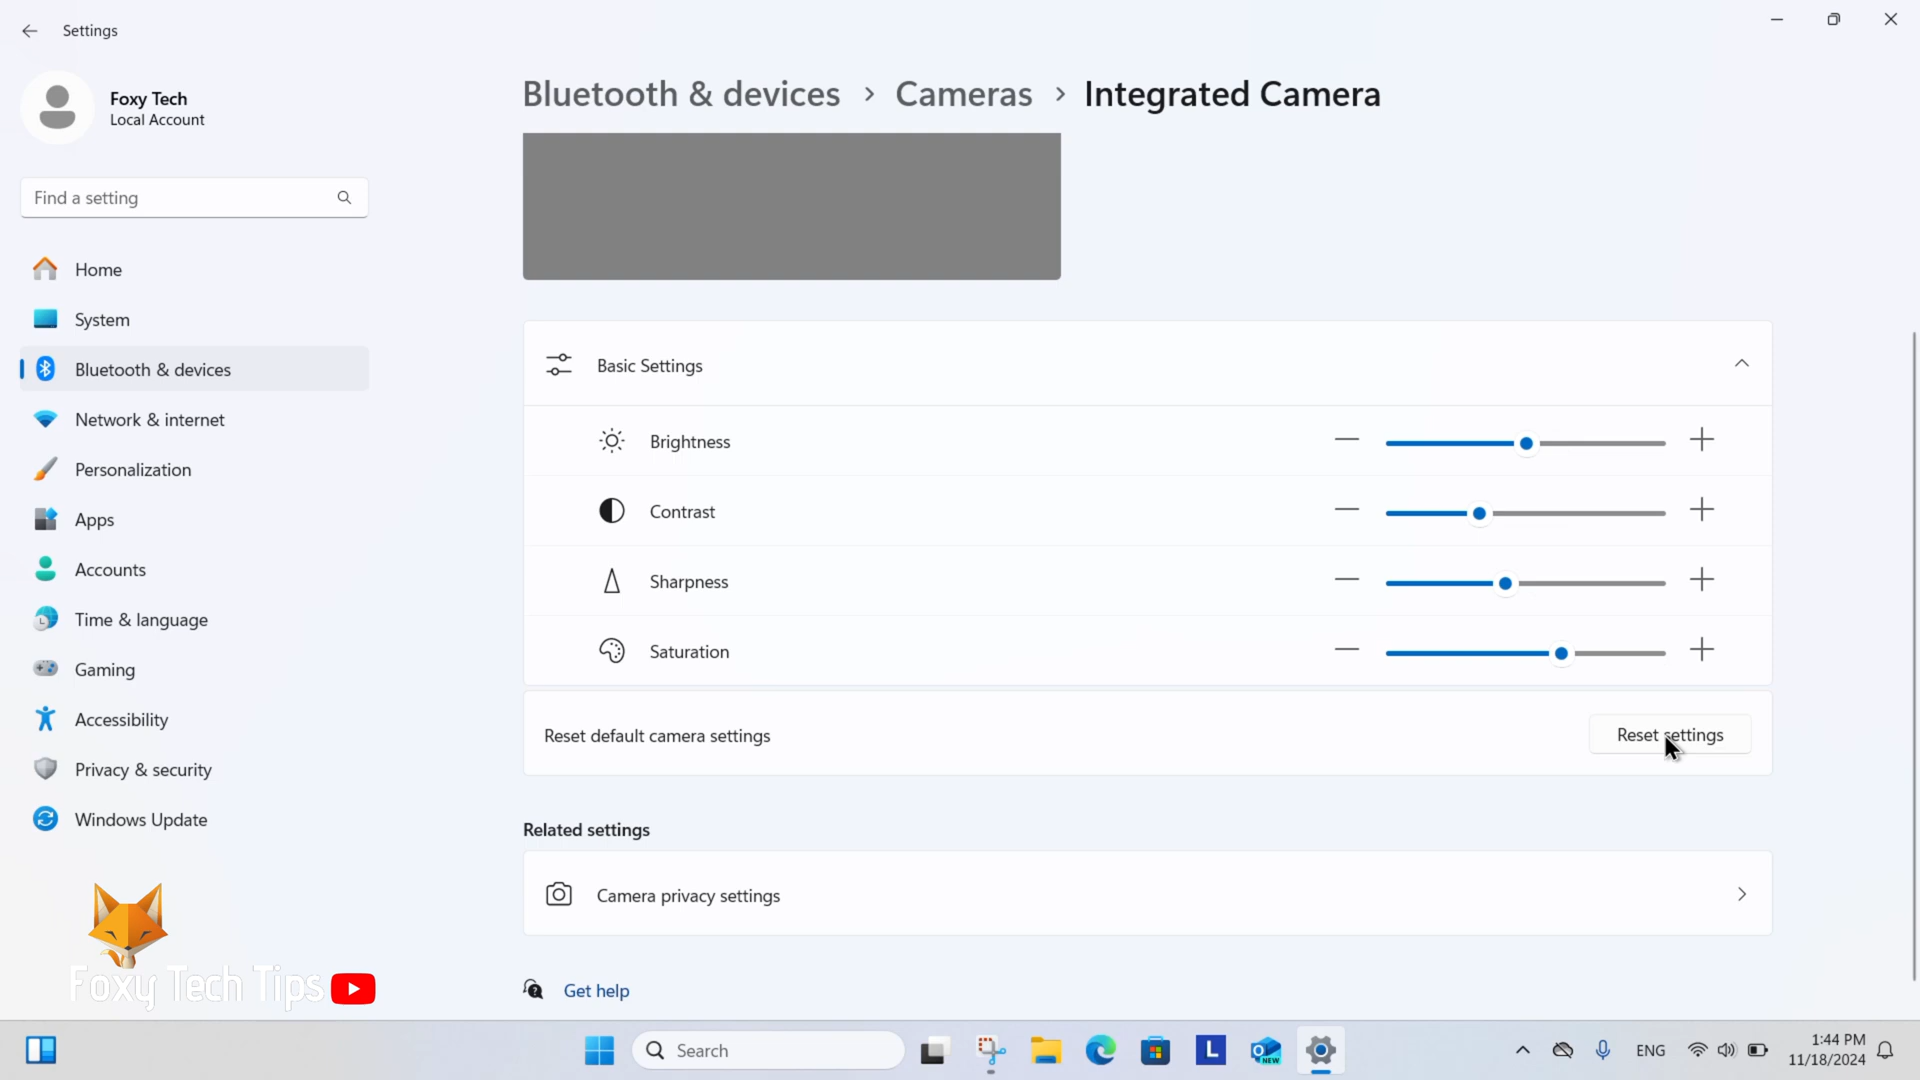 Settings
Foxy Tech
Local Account
Find a setting
Home
System
Bluetooth & devices
Network & internet
Personalization
Apps
Accounts
Time & language
Gaming
Accessibility
Privacy & security
Windows Update
Foxy Tech Tips
Bluetooth & devices > Cameras > Integrated Camera
Basic Settings
Brightness
Contrast
Sharpness
Saturation
Reset default camera settings
Reset settings
Related settings
Camera privacy settings
Get help
Search
L
NEW
ENG
1:44 PM
11/18/2024